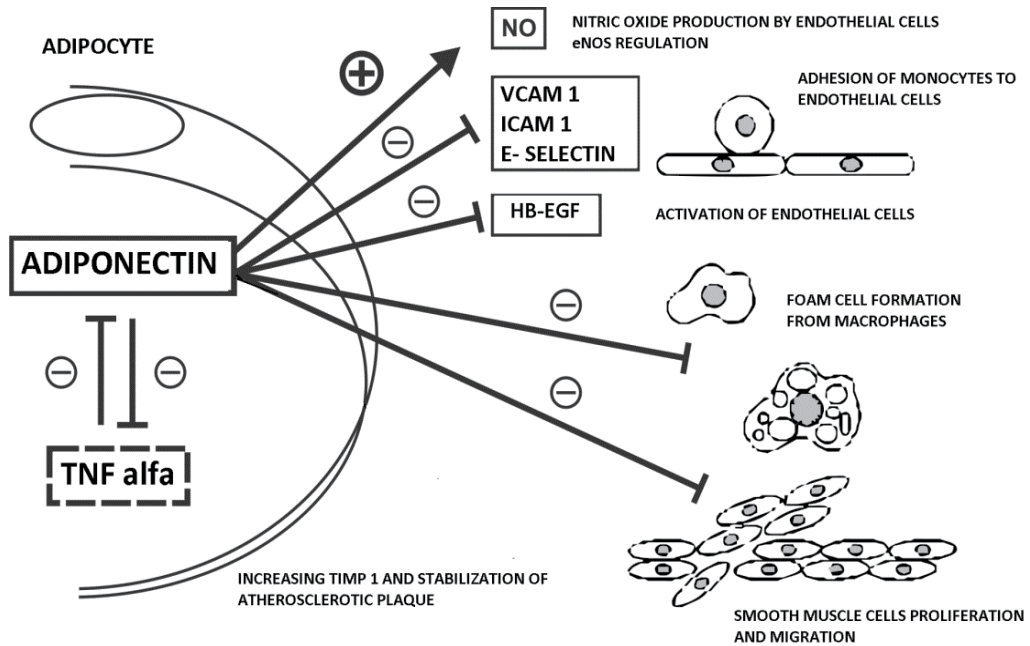 ADIPOCYTE
NO
NITRIC OXIDE PRODUCTION BY ENDOTHELIAL CELLS
eNOS REGULATION
+
VCAM 1
ICAM 1
E- SELECTIN
ADHESION OF MONOCYTES TO
ENDOTHELIAL CELLS
−
−
HB-EGF
ACTIVATION OF ENDOTHELIAL CELLS
ADIPONECTIN
−
FOAM CELL FORMATION
FROM MACROPHAGES
−
−
−
TNF alfa
INCREASING TIMP 1 AND STABILIZATION OF
ATHEROSCLEROTIC PLAQUE
SMOOTH MUSCLE CELLS PROLIFERATION
AND MIGRATION